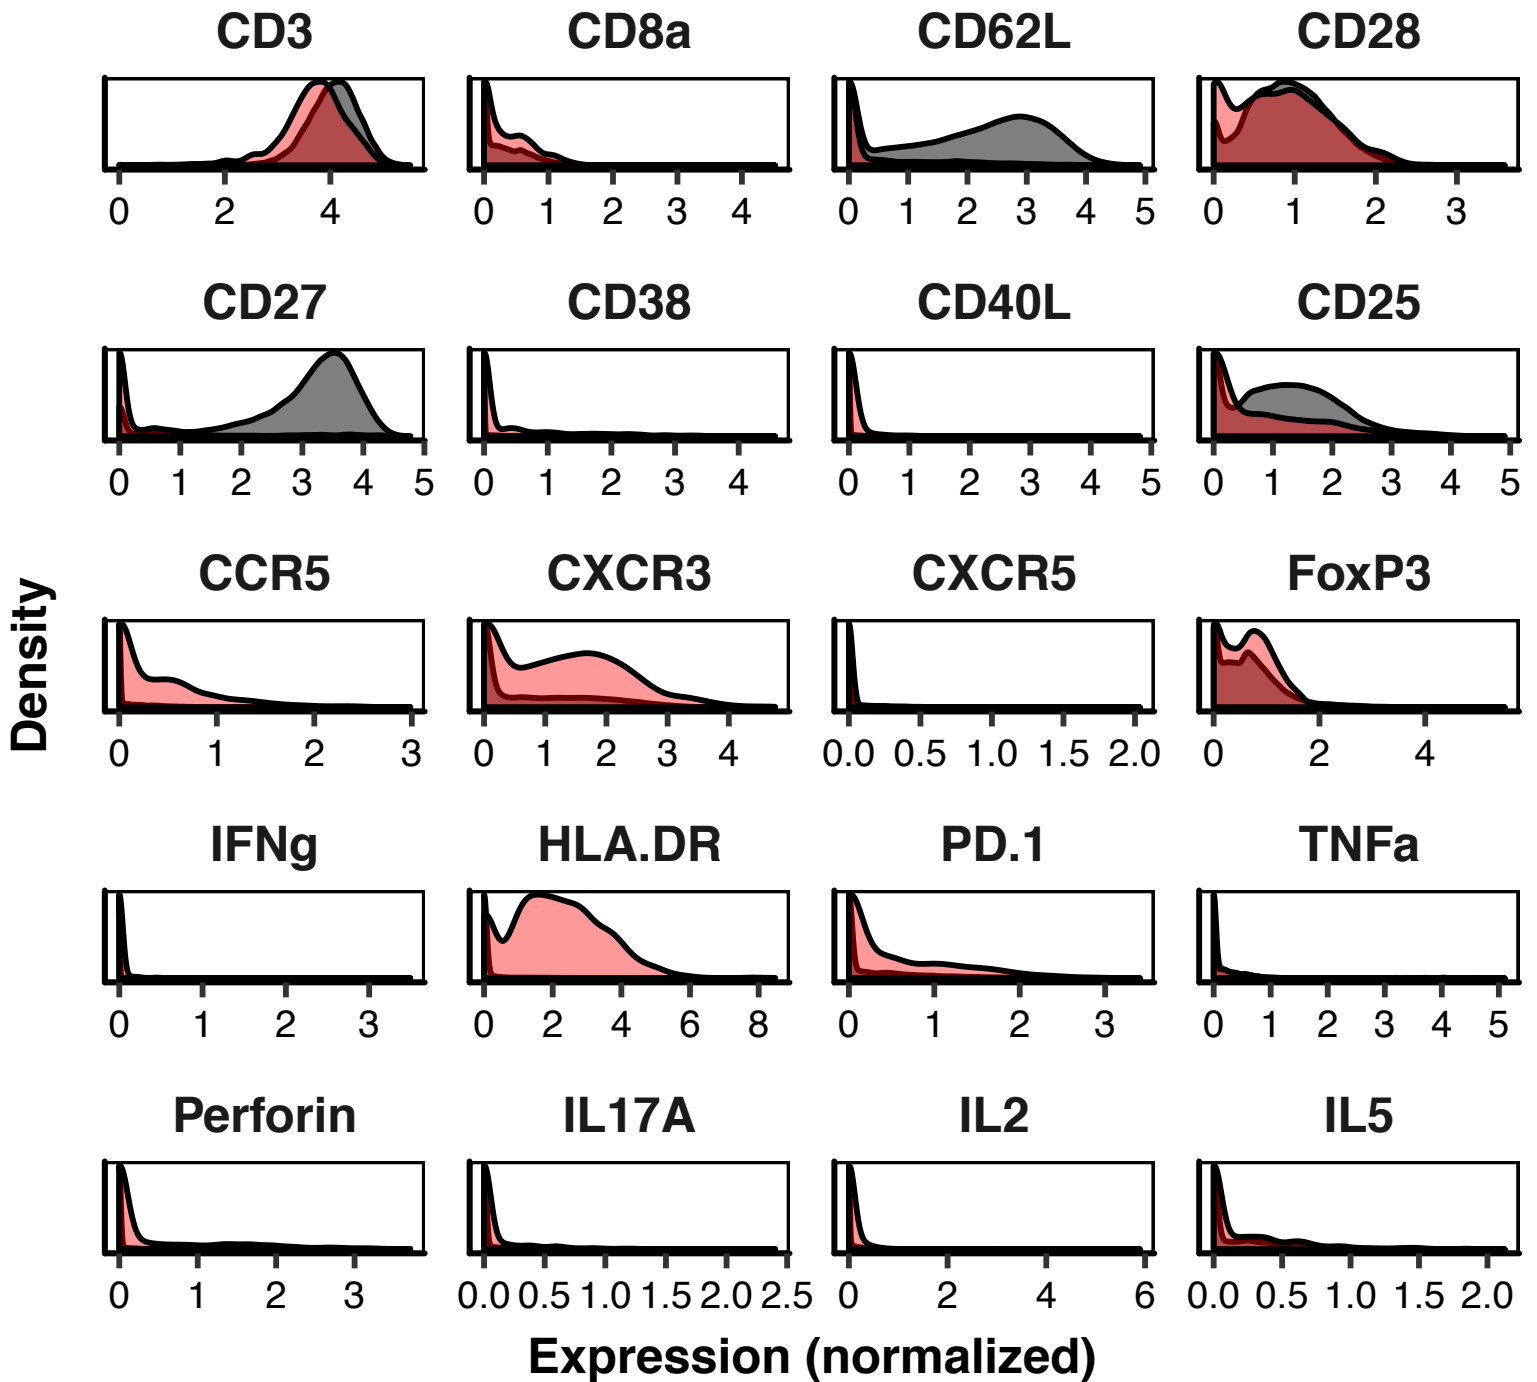 CD3 CD8a CD62L CD28
0 2 4 0 1 2 3 4 0 1 2 3 4 5 0 1 2 3
CD27 CD38 CD40L CD25
0 1 2 3 4 5 0 1 2 3 4 0 1 2 3 4 5 0 1 2 3 4 5
CCR5 CXCR3 CXCR5 FoxP3
0 1 2 3 0 1 2 3 4 0.0 0.5 1.0 1.5 2.0 0 2 4
Density
IFNg HLA.DR PD.1 TNFa
0 1 2 3 0 2 4 6 8 0 1 2 3 0 1 2 3 4 5
Perforin IL17A IL2 IL5
0 1 2 3 0.0 0.5 1.0 1.5 2.0 2.5 0 2 4 6 0.0 0.5 1.0 1.5 2.0
Expression (normalized)